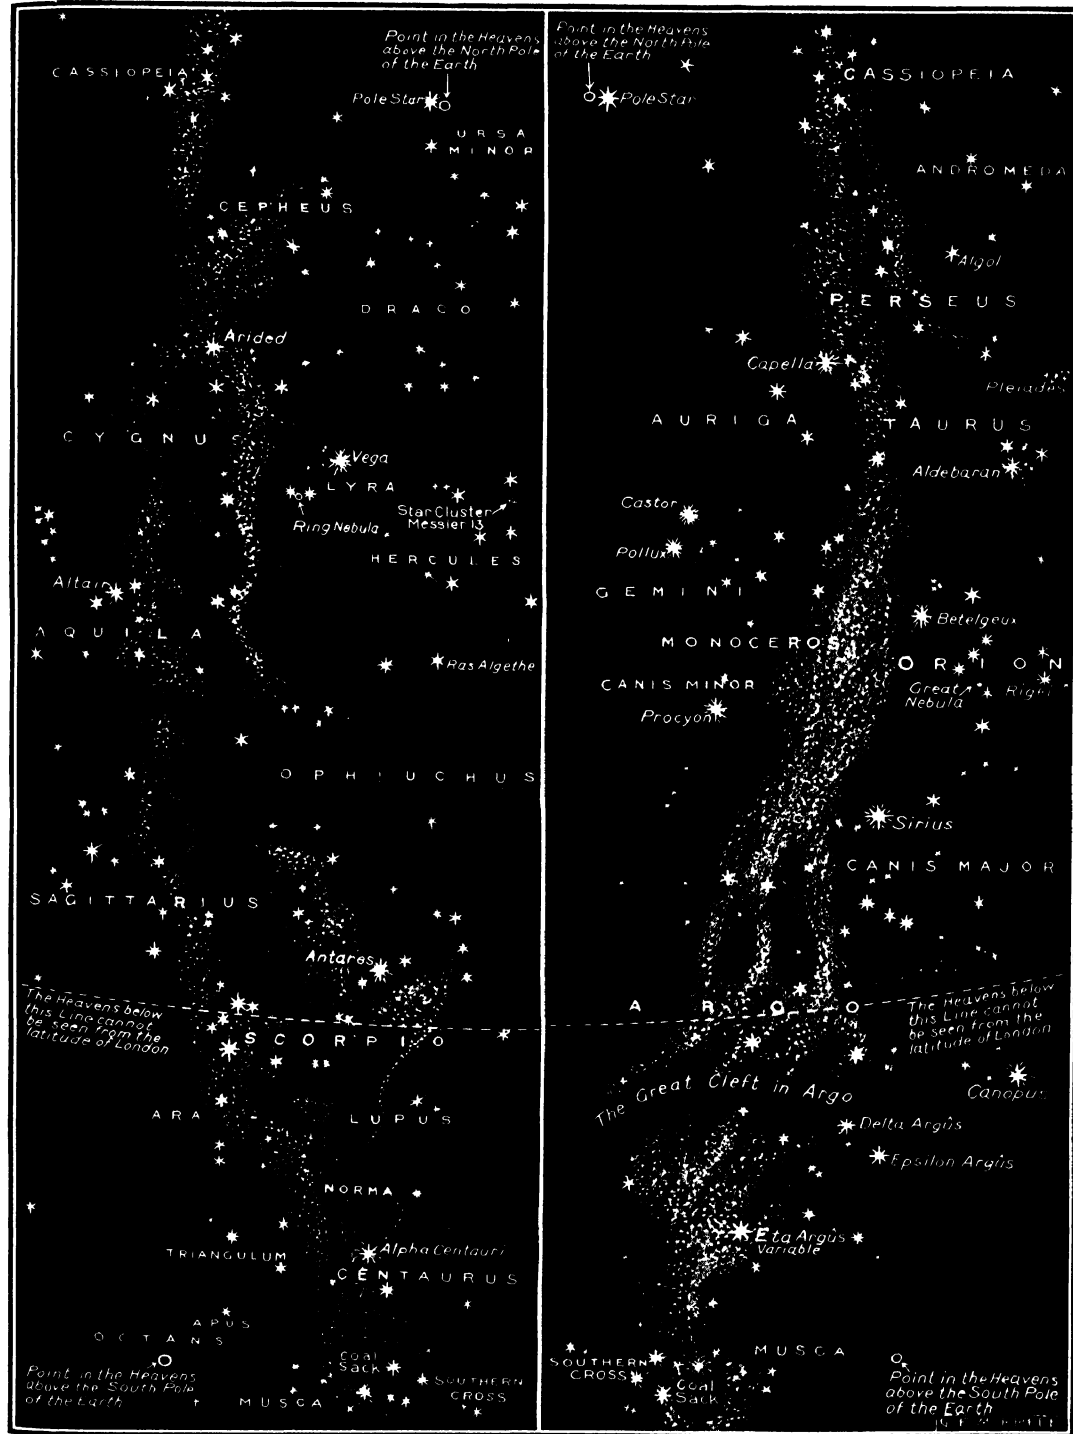 Point in the Heavens
above the North Pole
of the Earth
CASSIOPEIA
Pole Star
URSA
MINOR
CEPHEUS
DRACO
Arided
CYGNUS
Vega
LYRA
Star Cluster
Messier 13
Ring Nebula
HERCULES
Altair
AQUILA
Ras Algethe
OPHIUCHUS
SAGITTARIUS
Antares
The Heavens below
this Line cannot
be seen from the
latitude of London
SCORPIO
ARA
LUPUS
NORMA
Alpha Centauri
TRIANGULUM
CENTAURUS
APUS
OCTANS
Coal
Sack
Point in the Heavens
above the South Pole
of the Earth
SOUTHERN
CROSS
MUSCA
Point in the Heavens
above the North Pole
of the Earth
CASSIOPEIA
Pole Star
ANDROMEDA
Algol
PERSEUS
Capella
Pleiades
AURIGA
TAURUS
Aldebaran
Castor
Pollux
GEMINI
Betelgeux
MONOCEROS
ORION
CANIS MINOR
Great
Nebula
Rigel
Procyon
Sirius
CANIS MAJOR
ARGO
The Heavens below
this Line cannot
be seen from the
latitude of London
The Great Cleft in Argo
Canopus
Delta Argûs
Epsilon Argûs
Eta Argûs
Variable
MUSCA
SOUTHERN
CROSS
Coal
Sack
Point in the Heavens
above the South Pole
of the Earth